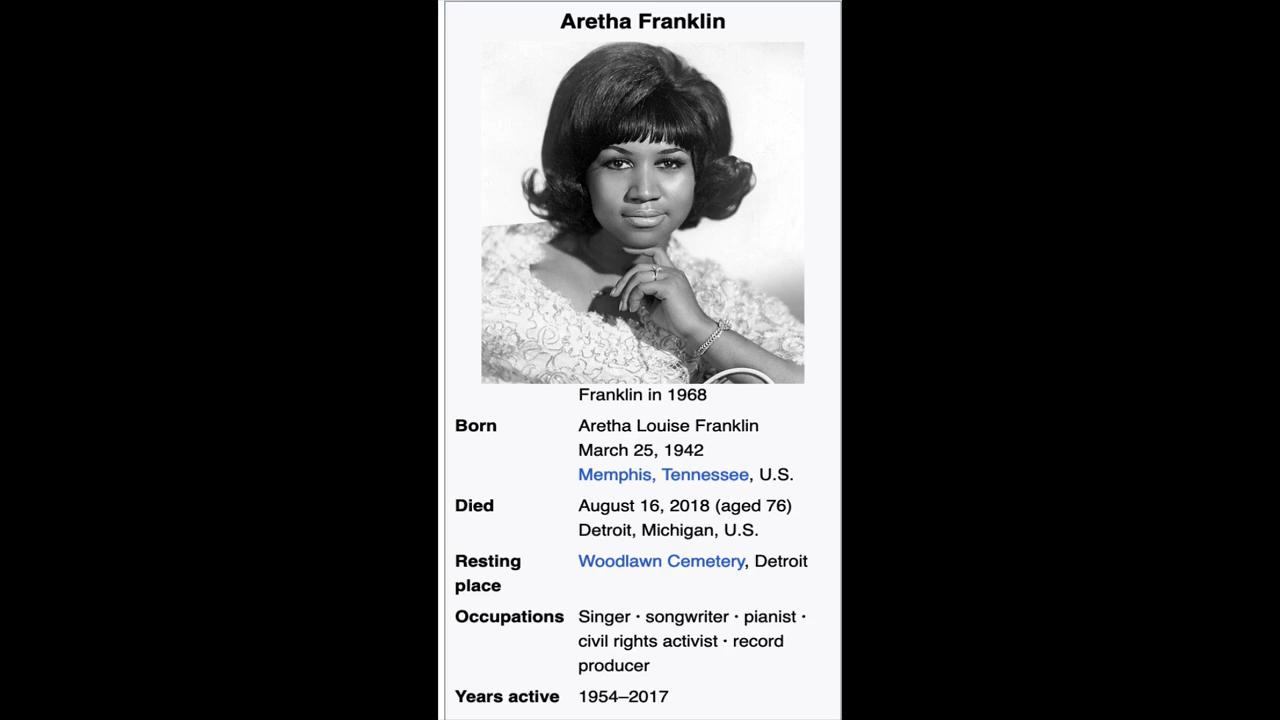 Aretha Franklin
Franklin in 1968
Born Aretha Louise Franklin
March 25, 1942
Memphis, Tennessee, U.S.
Died August 16, 2018 (aged 76)
Detroit, Michigan, U.S.
Resting place Woodlawn Cemetery, Detroit
Occupations Singer · songwriter · pianist ·
civil rights activist · record
producer
Years active 1954–2017